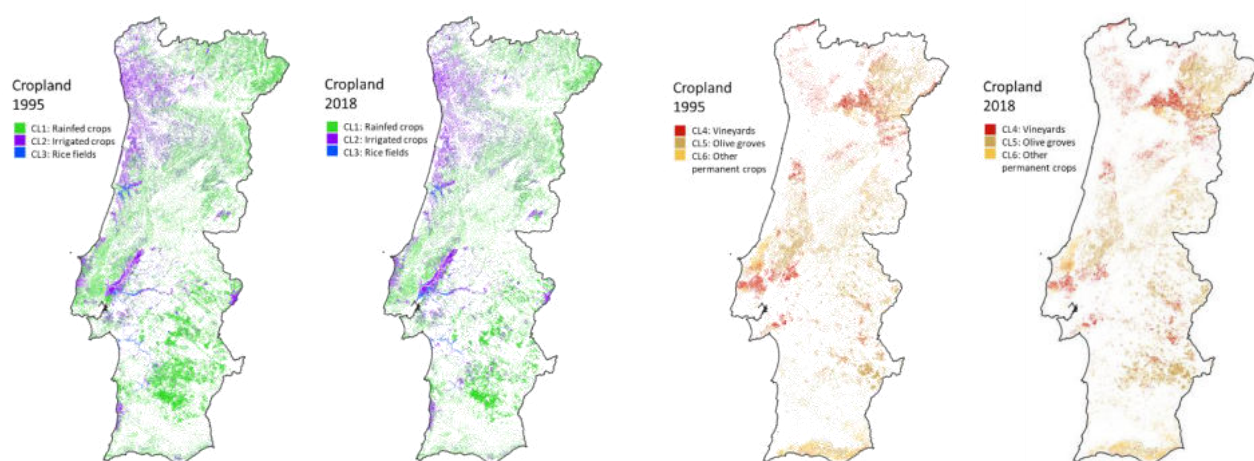 Cropland
1995
CL1: Rainfed crops
CL2: Irrigated crops
CL3: Rice fields
Cropland
2018
CL1: Rainfed crops
CL2: Irrigated crops
CL3: Rice fields
Cropland
1995
CL4: Vineyards
CL5: Olive groves
CL6: Other
permanent crops
Cropland
2018
CL4: Vineyards
CL5: Olive groves
CL6: Other
permanent crops